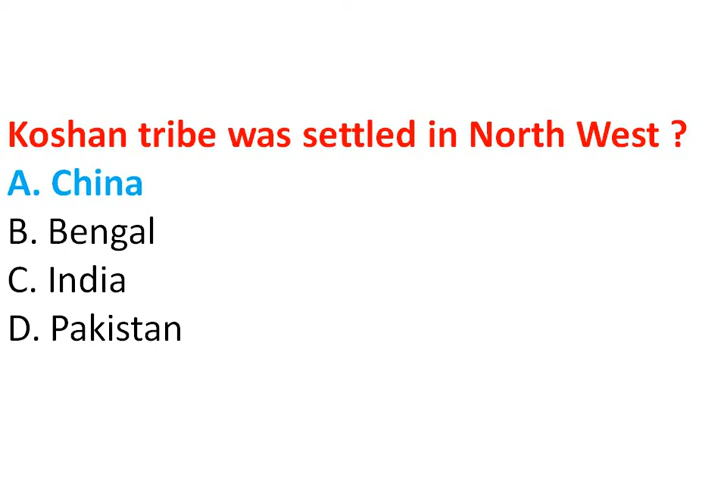 Koshan tribe was settled in North West ?
A. China
B. Bengal
C. India
D. Pakistan